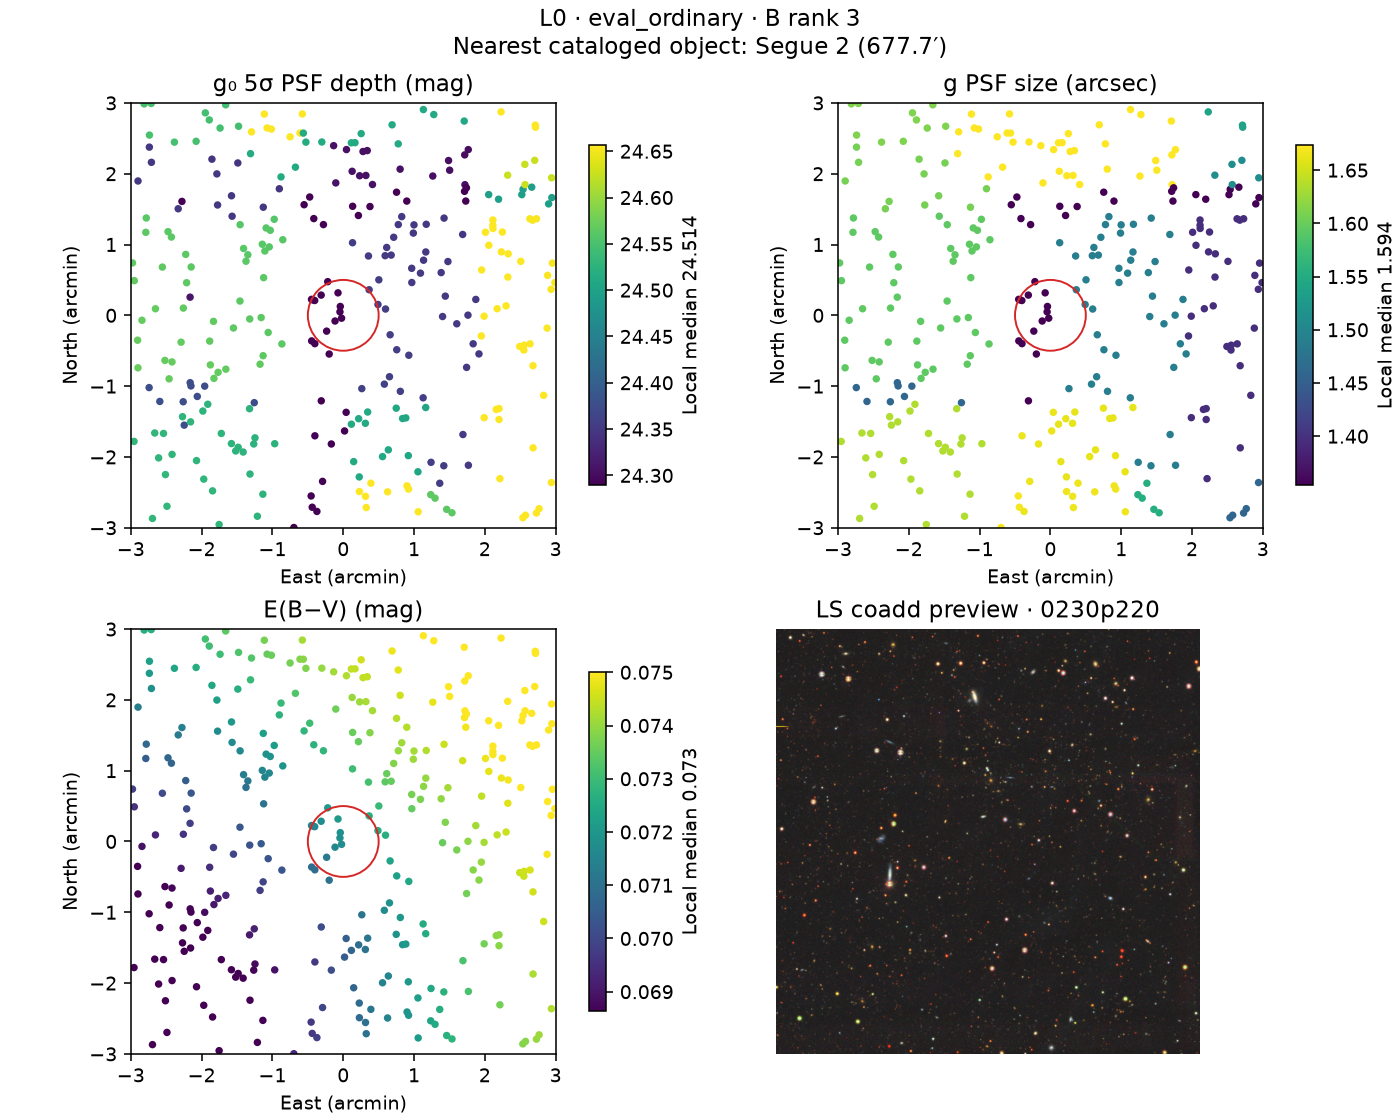 L0 · eval_ordinary · B rank 3
Nearest cataloged object: Segue 2 (677.7′)
g₀ 5σ PSF depth (mag)
3
2
1
0
−1
−2
−3
−3 −2 −1 0 1 2 3
North (arcmin)
East (arcmin)
24.65
24.60
24.55
24.50
24.45
24.40
24.35
24.30
Local median 24.514
g PSF size (arcsec)
3
2
1
0
−1
−2
−3
−3 −2 −1 0 1 2 3
North (arcmin)
East (arcmin)
1.65
1.60
1.55
1.50
1.45
1.40
Local median 1.594
E(B−V) (mag)
3
2
1
0
−1
−2
−3
−3 −2 −1 0 1 2 3
North (arcmin)
East (arcmin)
0.075
0.074
0.073
0.072
0.071
0.070
0.069
Local median 0.073
LS coadd preview · 0230p220